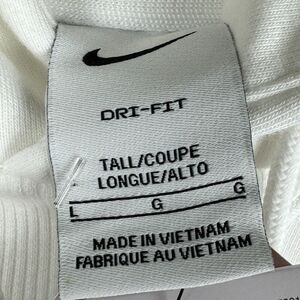 DRI-FIT
TALL/COUPE
LONGUE/ALTO
L G G
MADE IN VIETNAM
FABRIQUE AU VIETNAM